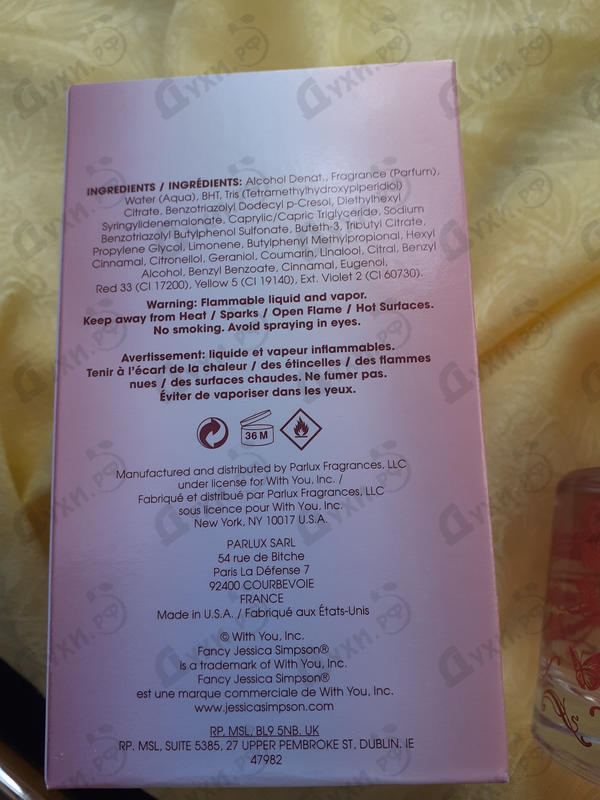 INGREDIENTS / INGRÉDIENTS: Alcohol Denat., Fragrance (Parfum),
Water (Aqua), BHT, Tris (Tetramethylhydroxypiperidiol)
Citrate, Benzotriazolyl Dodecyl p-Cresol, Diethylhexyl
Syringylidenemalonate, Caprylic/Capric Triglyceride, Sodium
Benzotriazolyl Butylphenol Sulfonate, Buteth-3, Tributyl Citrate,
Propylene Glycol, Limonene, Butylphenyl Methylpropional, Hexyl
Cinnamal, Citronellol, Geraniol, Coumarin, Linalool, Citral, Benzyl
Alcohol, Benzyl Benzoate, Cinnamal, Eugenol,
Red 33 (CI 17200), Yellow 5 (CI 19140), Ext. Violet 2 (CI 60730).
Warning: Flammable liquid and vapor.
Keep away from Heat / Sparks / Open Flame / Hot Surfaces.
No smoking. Avoid spraying in eyes.
Avertissement: liquide et vapeur inflammables.
Tenir à l'écart de la chaleur / des étincelles / des flammes
nues / des surfaces chaudes. Ne fumer pas.
Éviter de vaporiser dans les yeux.
36 M
Manufactured and distributed by Parlux Fragrances, LLC
under license for With You, Inc. /
Fabriqué et distribué par Parlux Fragrances, LLC
sous licence pour With You, Inc.
New York, NY 10017 U.S.A.
PARLUX SARL
54 rue de Bitche
Paris La Défense 7
92400 COURBEVOIE
FRANCE
Made in U.S.A. / Fabriqué aux États-Unis
© With You, Inc.
Fancy Jessica Simpson®
is a trademark of With You, Inc.
Fancy Jessica Simpson®
est une marque commerciale de With You, Inc.
www.jessicasimpson.com
RP. MSL, BL9 5NB. UK
RP. MSL, SUITE 5385, 27 UPPER PEMBROKE ST, DUBLIN. IE
47982
Духи.рф